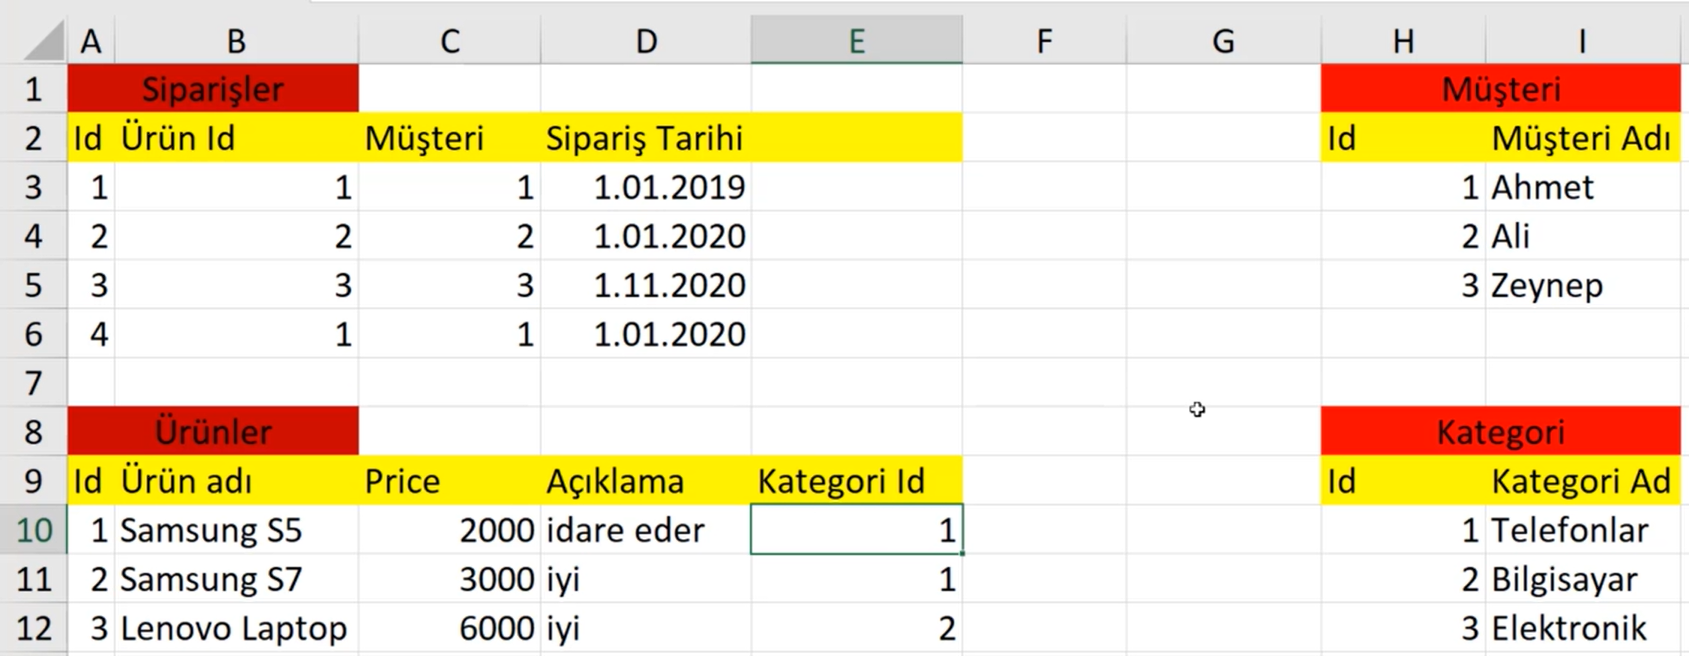 A B C D E F G H I
1 Siparişler Müşteri
2 Id Ürün Id Müşteri Sipariş Tarihi Id Müşteri Adı
3 1 1 1 1.01.2019 1 Ahmet
4 2 2 2 1.01.2020 2 Ali
5 3 3 3 1.11.2020 3 Zeynep
6 4 1 1 1.01.2020
7
8 Ürünler Kategori
9 Id Ürün adı Price Açıklama Kategori Id Id Kategori Ad
10 1 Samsung S5 2000 idare eder 1 1 Telefonlar
11 2 Samsung S7 3000 iyi 1 2 Bilgisayar
12 3 Lenovo Laptop 6000 iyi 2 3 Elektronik